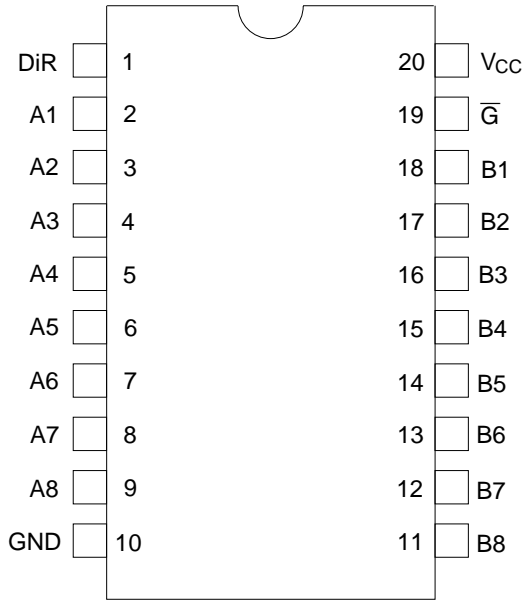 DiR 1 20 VCC
A1 2 19 G̅
A2 3 18 B1
A3 4 17 B2
A4 5 16 B3
A5 6 15 B4
A6 7 14 B5
A7 8 13 B6
A8 9 12 B7
GND 10 11 B8